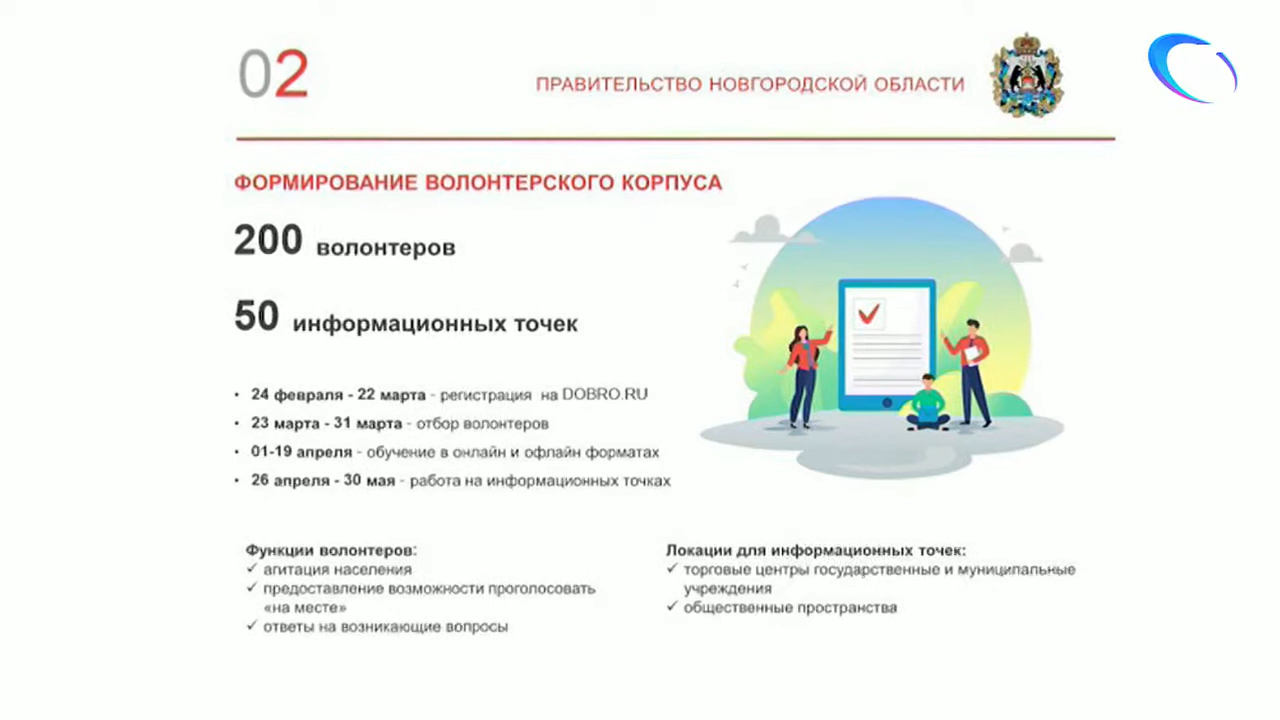 02
ПРАВИТЕЛЬСТВО НОВГОРОДСКОЙ ОБЛАСТИ
ФОРМИРОВАНИЕ ВОЛОНТЕРСКОГО КОРПУСА
200 волонтеров
50 информационных точек
• 24 февраля - 22 марта - регистрация на DOBRO.RU
• 23 марта - 31 марта - отбор волонтеров
• 01-19 апреля - обучение в онлайн и офлайн форматах
• 26 апреля - 30 мая - работа на информационных точках
Функции волонтеров:
✓ агитация населения
✓ предоставление возможности проголосовать
«на месте»
✓ ответы на возникающие вопросы
Локации для информационных точек:
✓ торговые центры государственные и муниципальные
учреждения
✓ общественные пространства